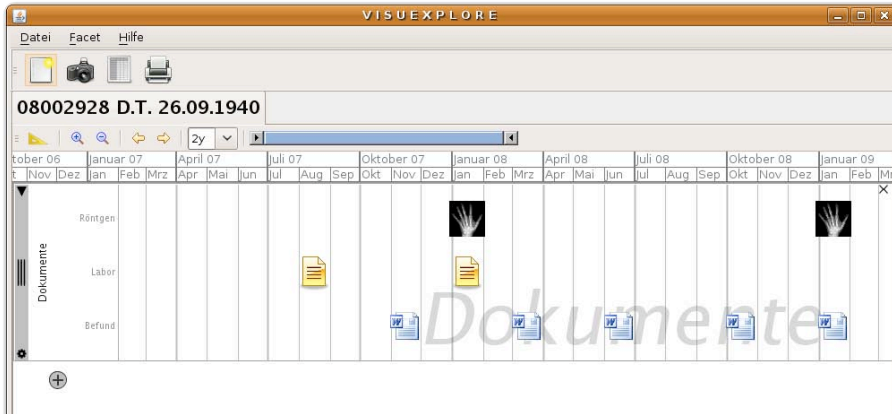 VISUEXPLORE
Datei Facet Hilfe
08002928 D.T. 26.09.1940
2y
tober 06 Januar 07 April 07 Juli 07 Oktober 07 Januar 08 April 08 Juli 08 Oktober 08 Januar 09
t Nov Dez Jan Feb Mrz Apr Mai Jun Jul Aug Sep Okt Nov Dez Jan Feb Mrz Apr Mai Jun Jul Aug Sep Okt Nov Dez Jan Feb Mr
Röntgen
Dokumente
Labor
Dokumente
Befund
W W W W W